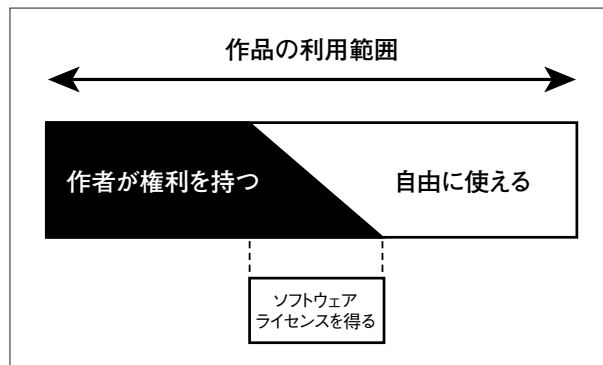 作品の利用範囲
作者が権利を持つ
自由に使える
ソフトウェア
ライセンスを得る